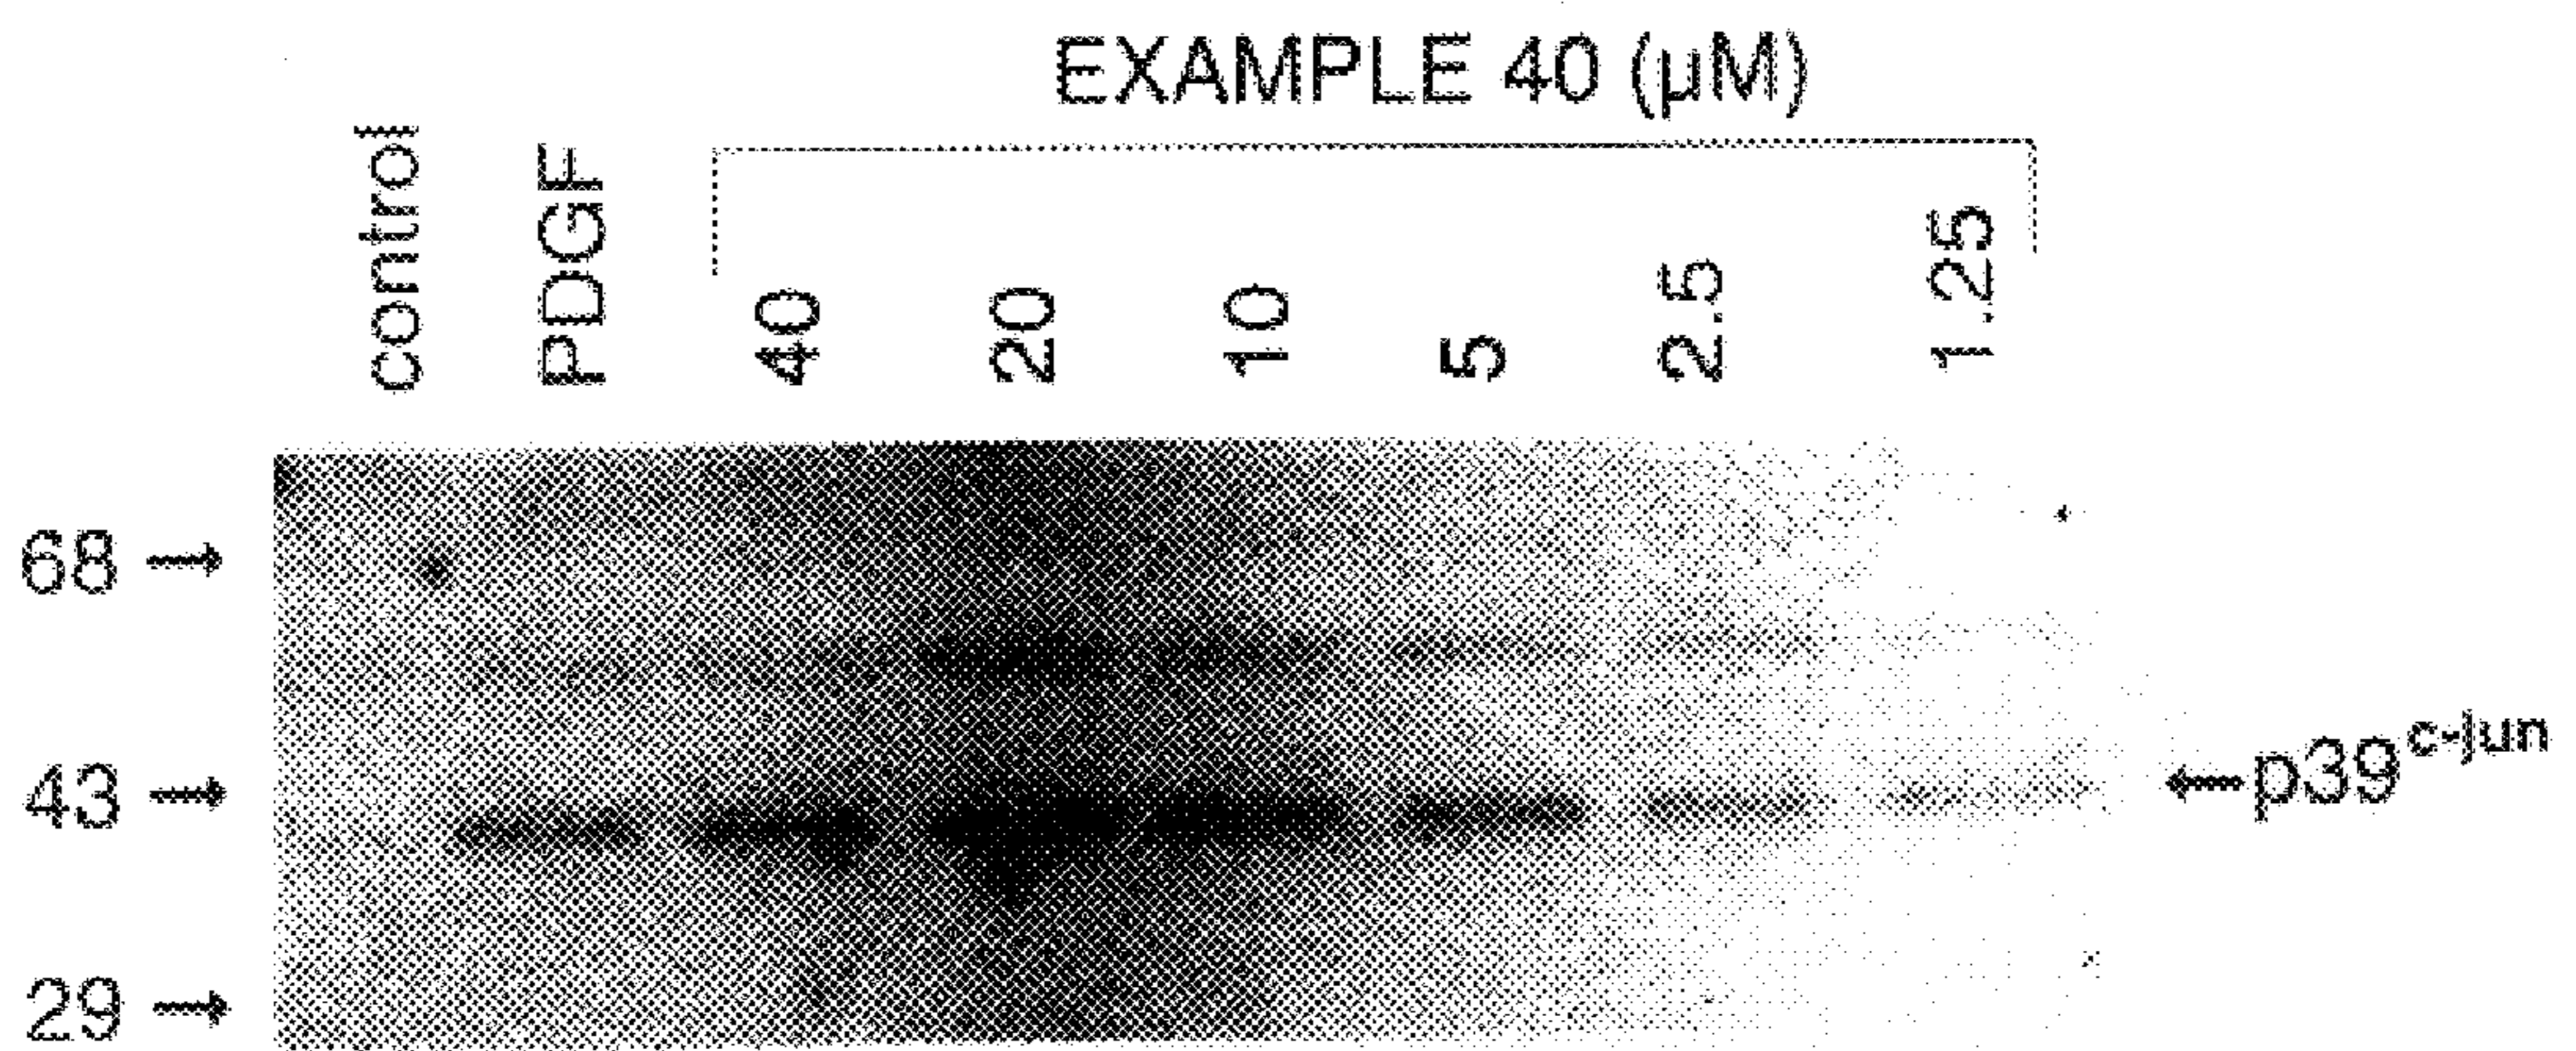 EXAMPLE 40 (µM)
control
PDGF
40
20
10
5
2.5
1.25
68 →
43 →
29 →
←p39c-jun